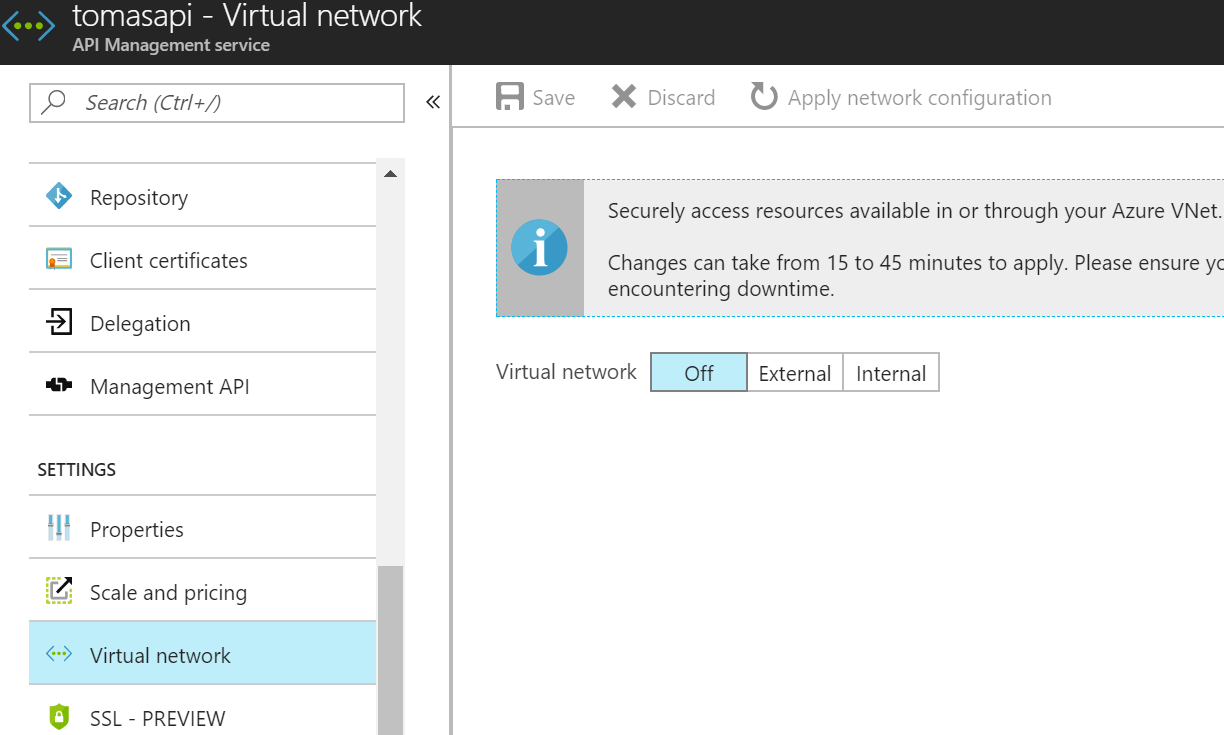 tomasapi - Virtual network
API Management service
Search (Ctrl+/)
«
Repository
Client certificates
Delegation
Management API
SETTINGS
Properties
Scale and pricing
Virtual network
SSL - PREVIEW
Save
Discard
Apply network configuration
Securely access resources available in or through your Azure VNet.
Changes can take from 15 to 45 minutes to apply. Please ensure
encountering downtime.
Virtual network
Off
External
Internal